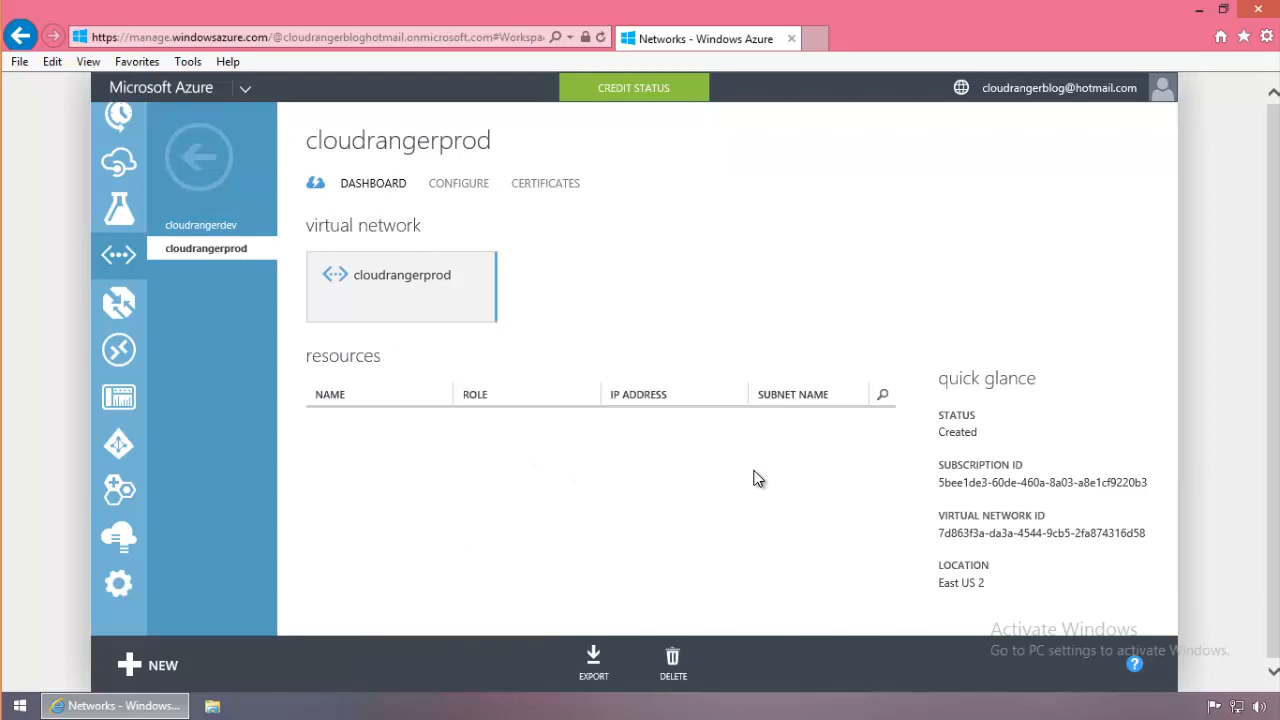 https://manage.windowsazure.com/@cloudrangerbloghotmail.onmicrosoft.com#Workspa
Networks - Windows Azure
File Edit View Favorites Tools Help
Microsoft Azure
CREDIT STATUS
cloudrangerblog@hotmail.com
cloudrangerdev
cloudrangerprod
cloudrangerprod
DASHBOARD CONFIGURE CERTIFICATES
virtual network
cloudrangerprod
resources
NAME ROLE IP ADDRESS SUBNET NAME
quick glance
STATUS
Created
SUBSCRIPTION ID
5bee1de3-60de-460a-8a03-a8e1cf9220b3
VIRTUAL NETWORK ID
7d863f3a-da3a-4544-9cb5-2fa874316d58
LOCATION
East US 2
Activate Windows
Go to PC settings to activate Windows.
NEW
EXPORT
DELETE
?
Networks - Windows...